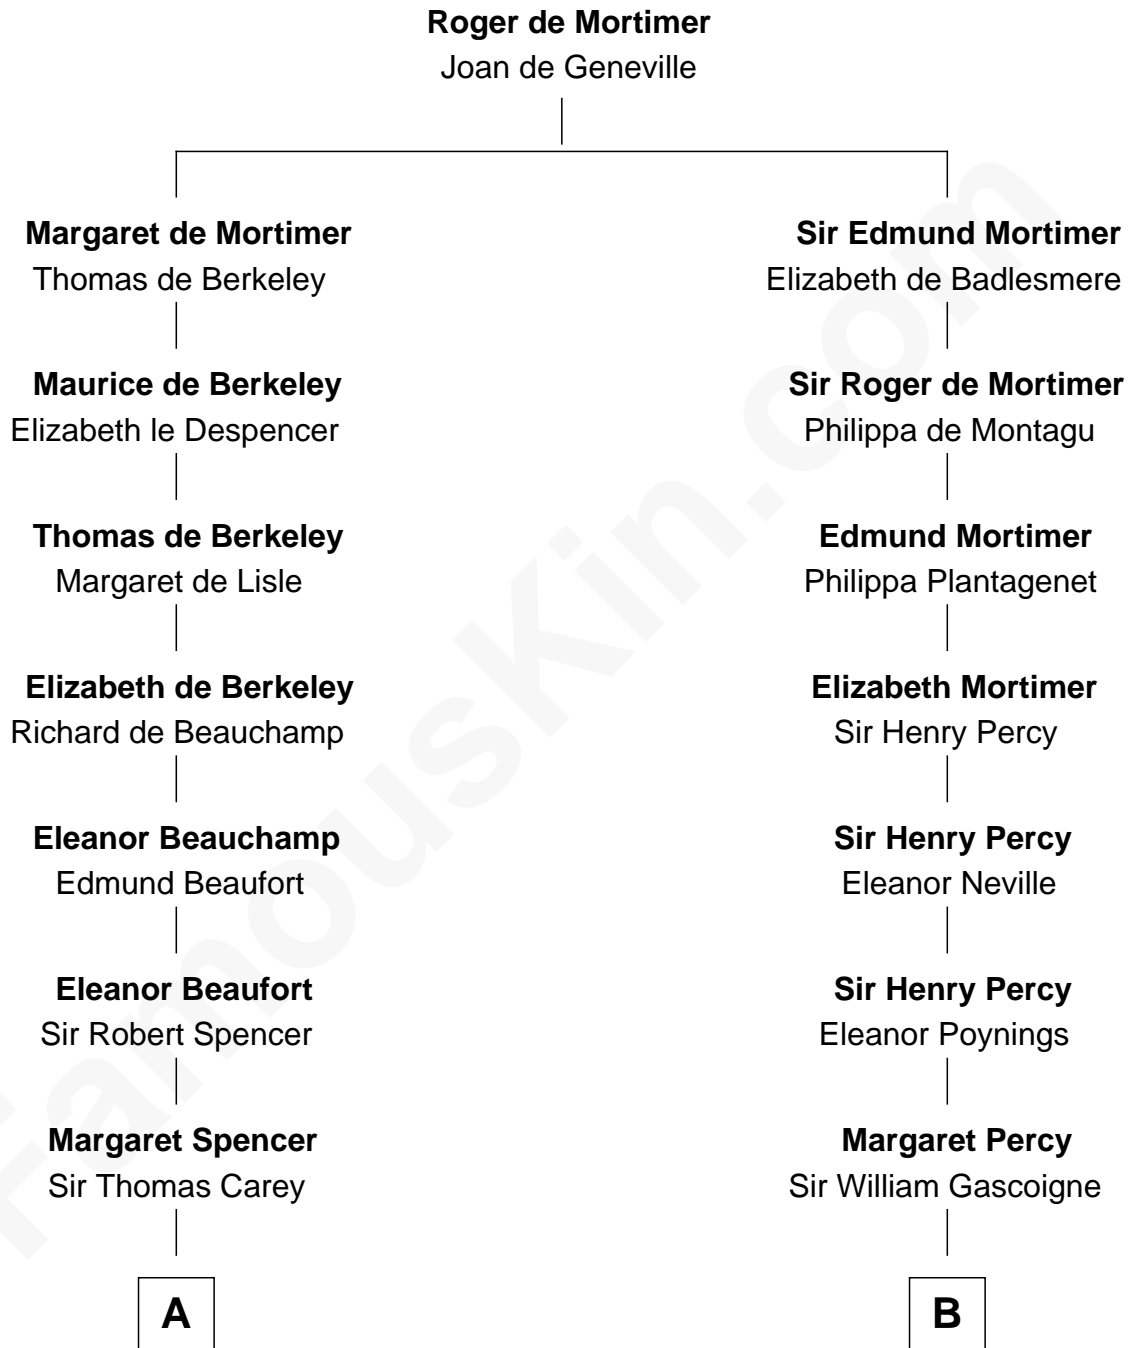 Roger de Mortimer
Joan de Geneville
Margaret de Mortimer
Thomas de Berkeley
Sir Edmund Mortimer
Elizabeth de Badlesmere
Maurice de Berkeley
Elizabeth le Despencer
Sir Roger de Mortimer
Philippa de Montagu
Thomas de Berkeley
Margaret de Lisle
Edmund Mortimer
Philippa Plantagenet
Elizabeth de Berkeley
Richard de Beauchamp
Elizabeth Mortimer
Sir Henry Percy
Eleanor Beauchamp
Edmund Beaufort
Sir Henry Percy
Eleanor Neville
Eleanor Beaufort
Sir Robert Spencer
Sir Henry Percy
Eleanor Poynings
Margaret Spencer
Sir Thomas Carey
Margaret Percy
Sir William Gascoigne
A
B
FamousKin.com